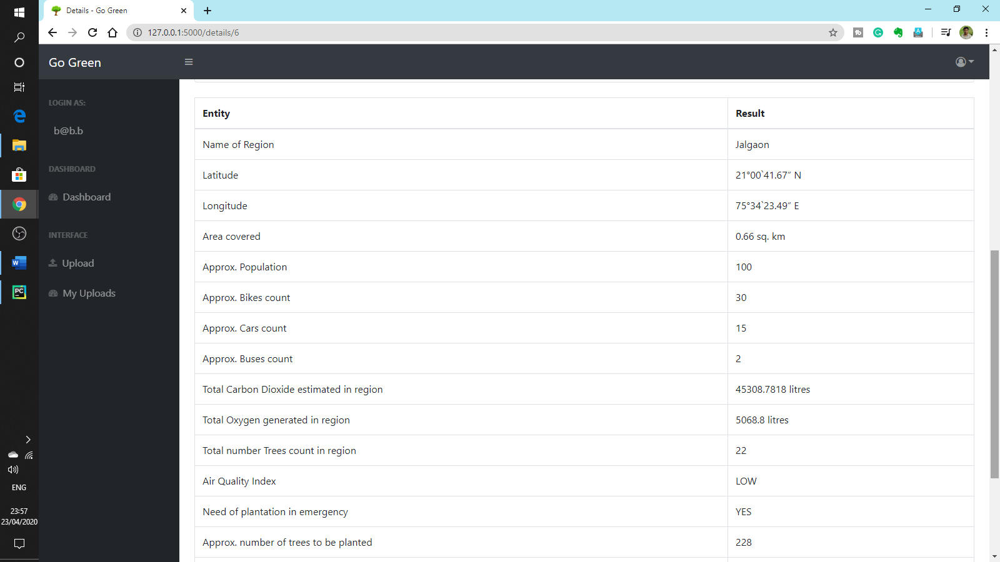 Details - Go Green
127.0.0.1:5000/details/6
Go Green
LOGIN AS:
b@b.b
DASHBOARD
Dashboard
INTERFACE
Upload
My Uploads
Entity Result
Name of Region Jalgaon
Latitude 21°00`41.67″ N
Longitude 75°34`23.49″ E
Area covered 0.66 sq. km
Approx. Population 100
Approx. Bikes count 30
Approx. Cars count 15
Approx. Buses count 2
Total Carbon Dioxide estimated in region 45308.7818 litres
Total Oxygen generated in region 5068.8 litres
Total number Trees count in region 22
Air Quality Index LOW
Need of plantation in emergency YES
Approx. number of trees to be planted 228
ENG
23:57
23/04/2020